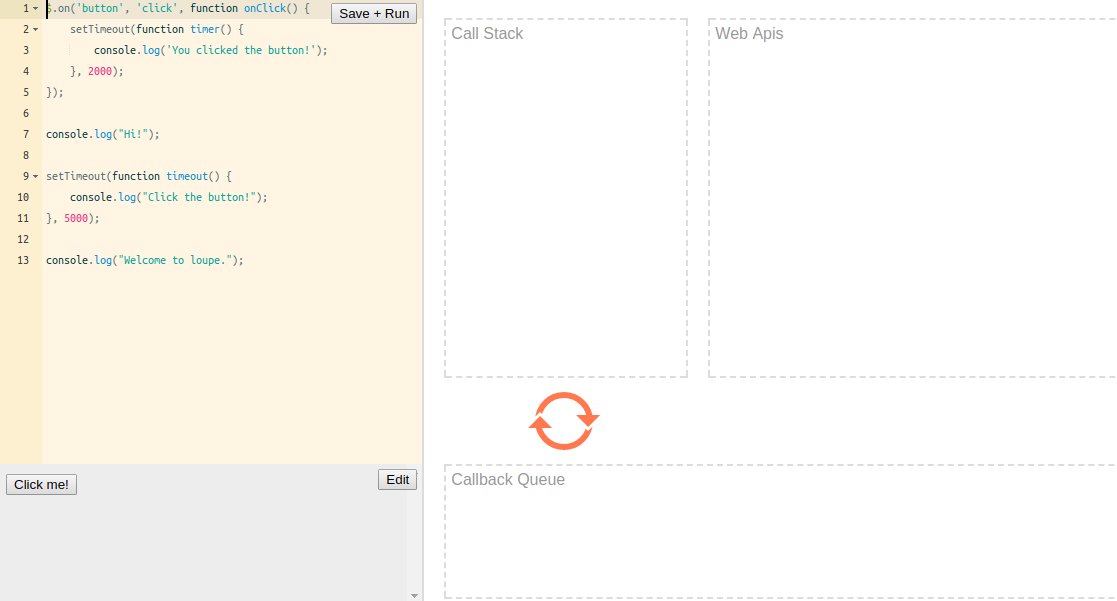 1 $.on('button', 'click', function onClick() {
Save + Run
2 setTimeout(function timer() {
3 console.log('You clicked the button!');
4 }, 2000);
5 });
6
7 console.log("Hi!");
8
9 setTimeout(function timeout() {
10 console.log("Click the button!");
11 }, 5000);
12
13 console.log("Welcome to loupe.");
Click me!
Edit
Call Stack
Web Apis
Callback Queue